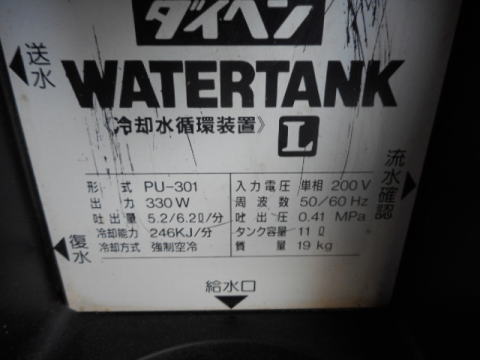 ダイヘン
送水
WATERTANK
《冷却水循環装置》 L
流水確認
形式 PU-301 入力電圧 単相 200V
出力 330W 周波数 50/60Hz
吐出量 5.2/6.2ℓ/分 吐出圧 0.41 MPa
冷却能力 246KJ/分 タンク容量 11ℓ
冷却方式 強制空冷 質量 19kg
復水
給水口